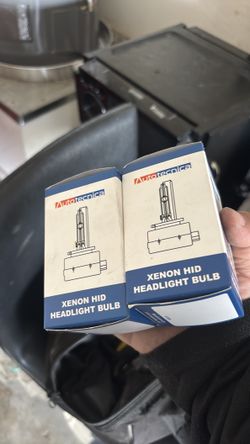 Autotecnica
XENON HID
HEADLIGHT BULB
Autotecnica
XENON HID
HEADLIGHT BULB